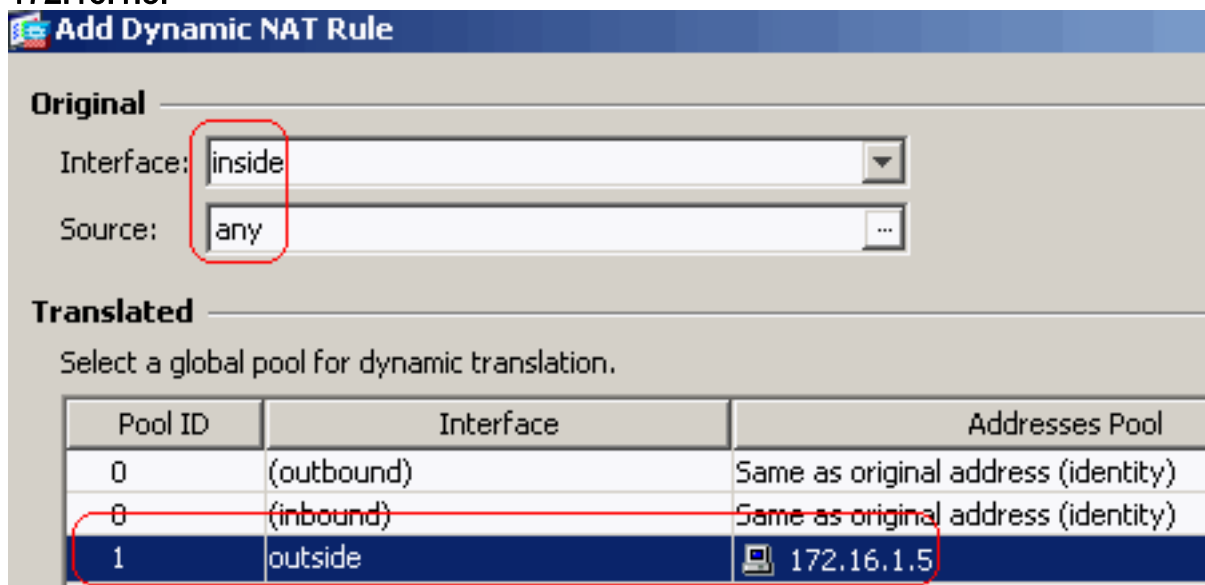 Add Dynamic NAT Rule
Original
Interface: inside
Source: any ...
Translated
Select a global pool for dynamic translation.
Pool ID Interface Addresses Pool
0 (outbound) Same as original address (identity)
0 (inbound) Same as original address (identity)
1 outside 172.16.1.5